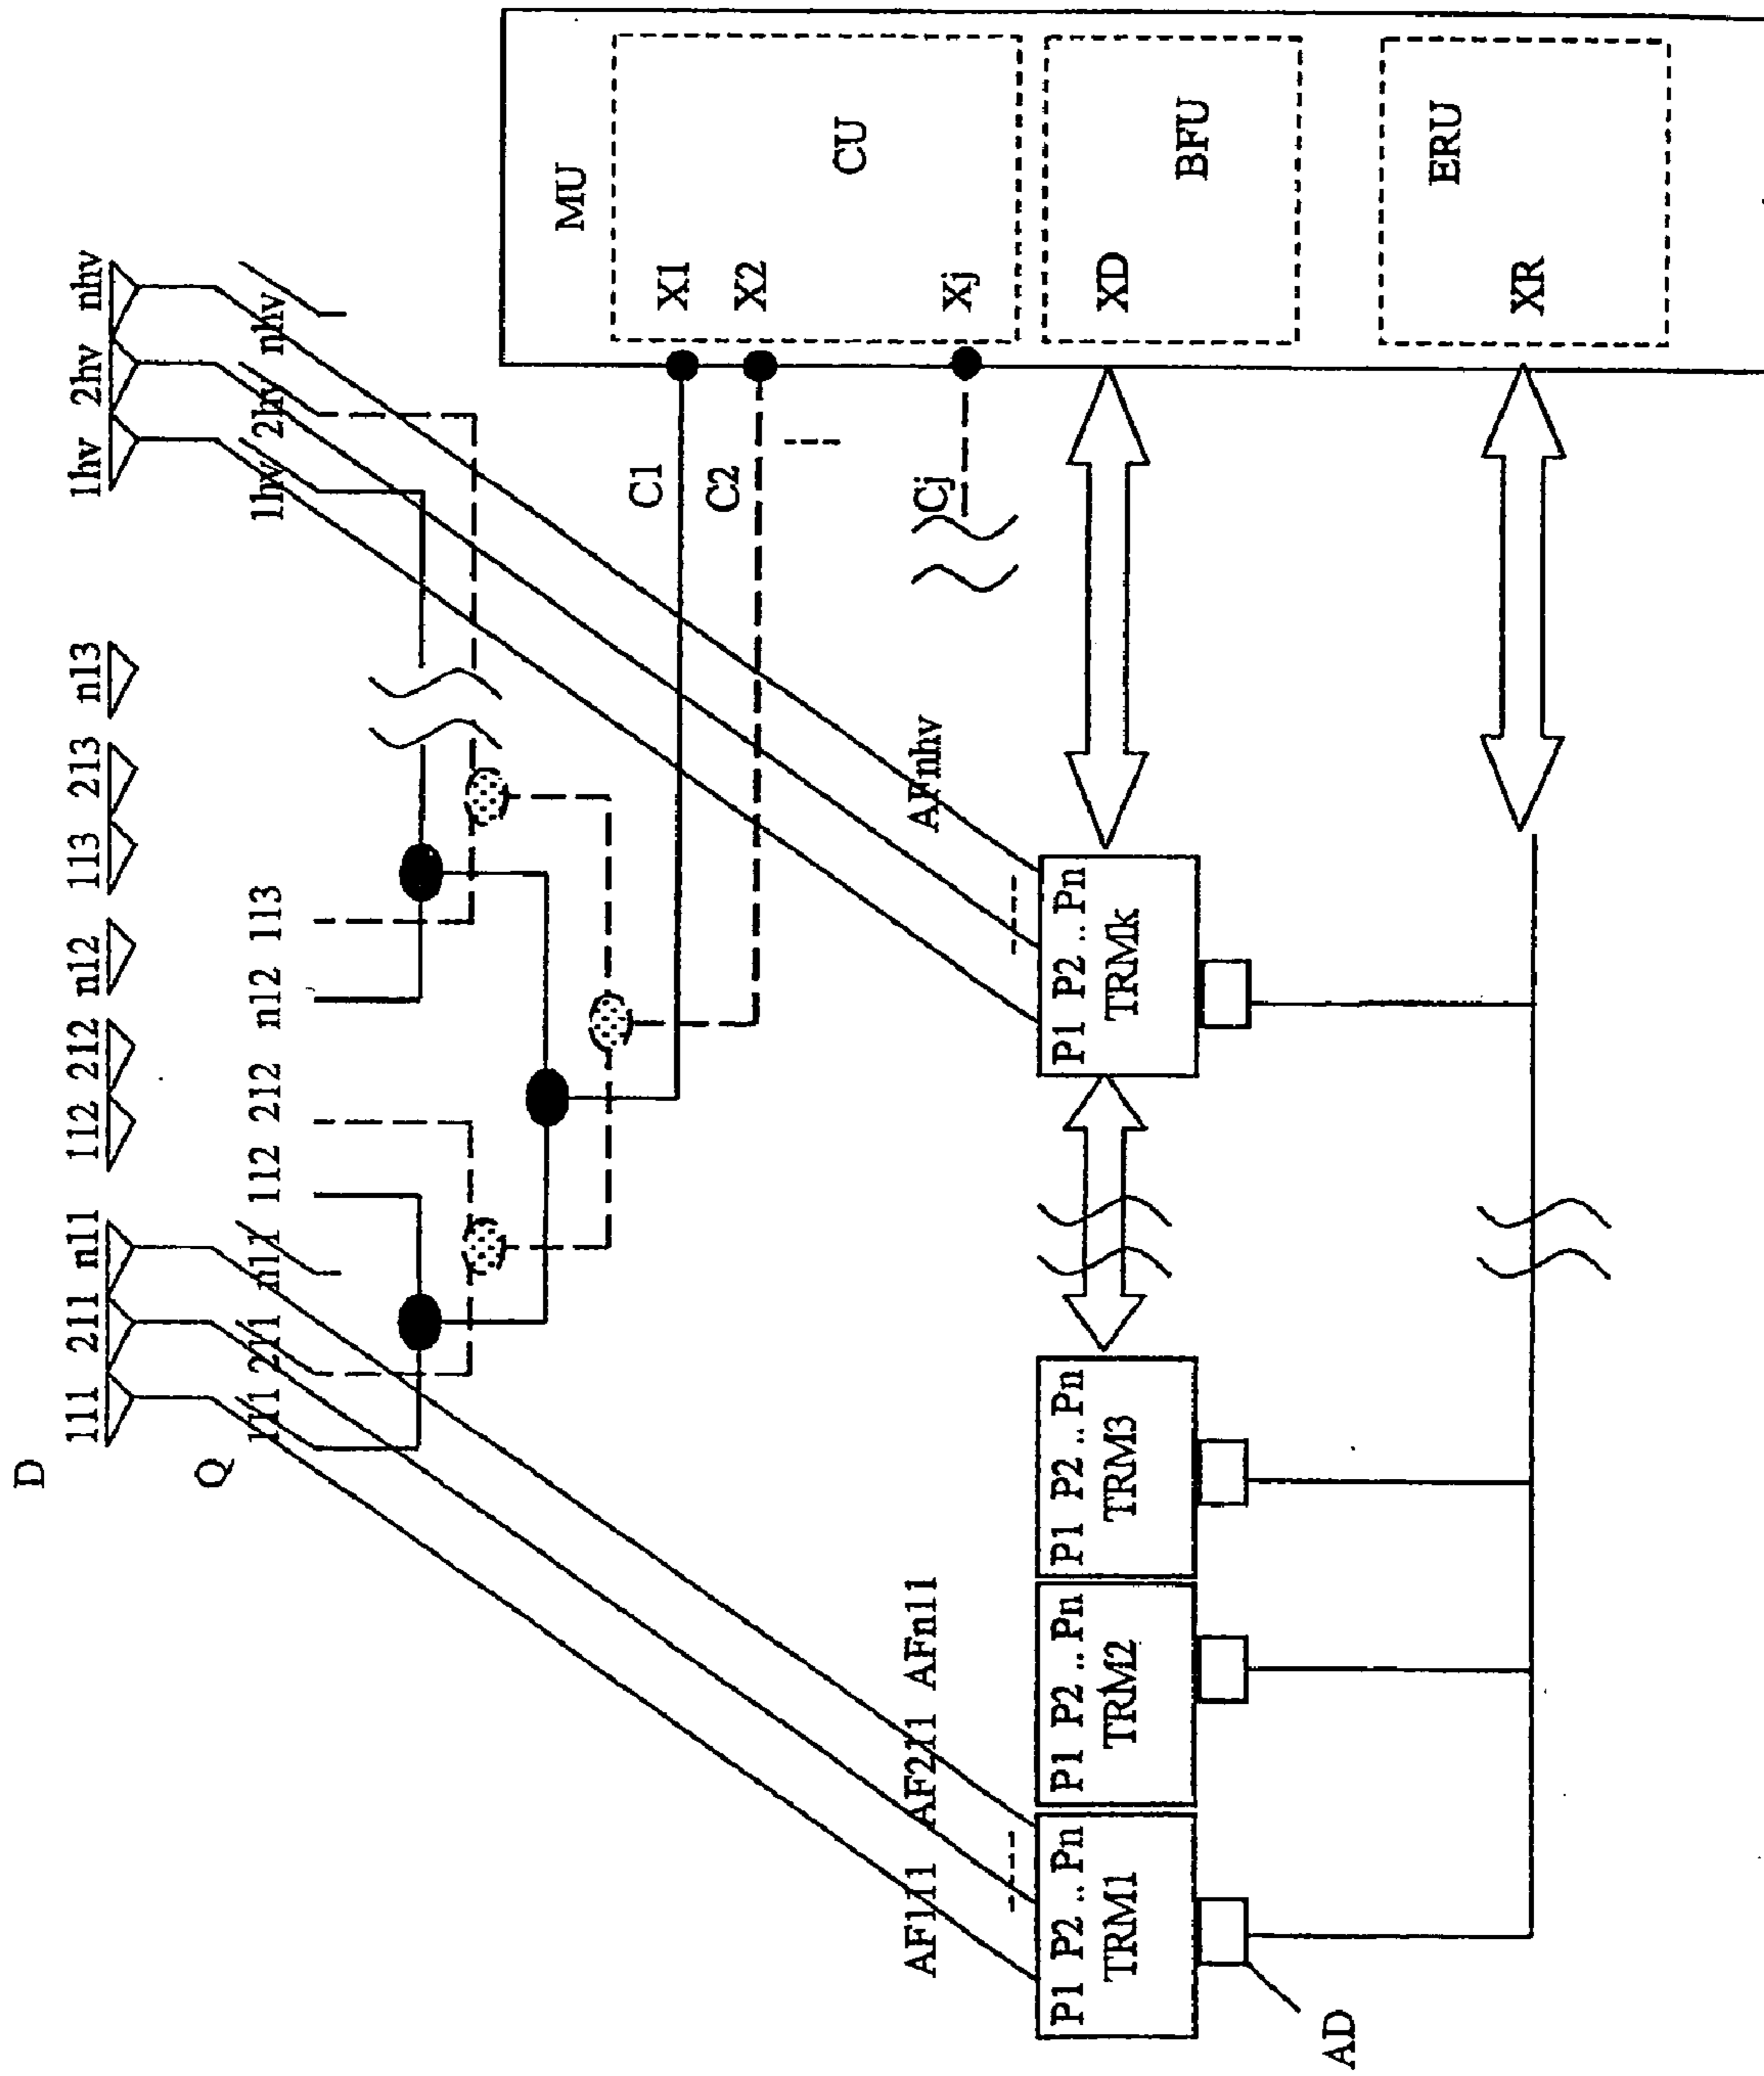 D
111 211 n11 112 212 n12 113 213 n13 1hv 2hv nhv
Q
111 211 n11 112 212 n12 113 1hv 2hv nhv
MU
C1 X1
C2 X2
CU
AF111 AF211 AFn11 AFnhv Cj Xj
P1 P2 .. Pn P1 P2 .. Pn P1 P2 .. Pn P1 P2 .. Pn
TRM1 TRM2 TRM3 TRMk XD
BFU
AD
ERU
XR